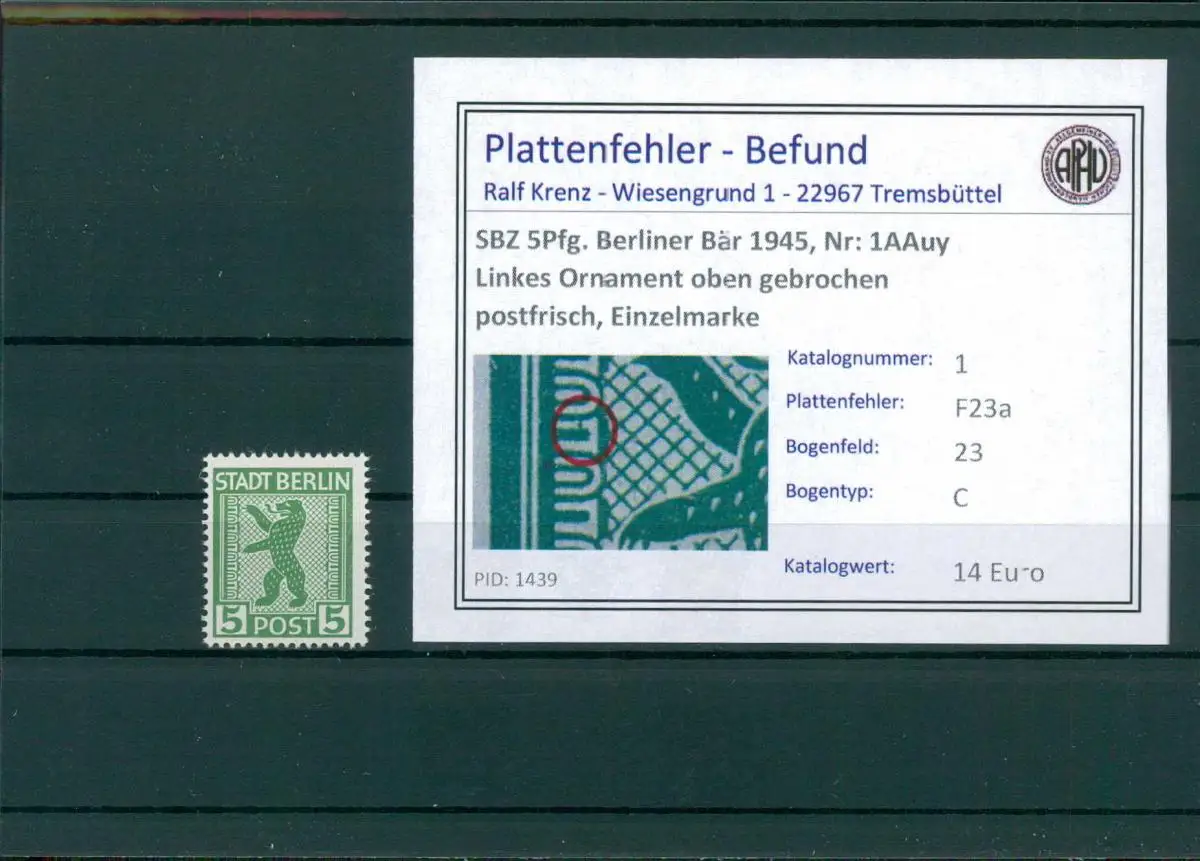 Plattenfehler - Befund
Ralf Krenz - Wiesengrund 1 - 22967 Tremsbüttel
APHV
SBZ 5Pfg. Berliner Bär 1945, Nr: 1AAuy
Linkes Ornament oben gebrochen
postfrisch, Einzelmarke
Katalognummer: 1
Plattenfehler: F23a
Bogenfeld: 23
Bogentyp: C
Katalogwert: 14 Euro
PID: 1439
STADT BERLIN
5 POST 5